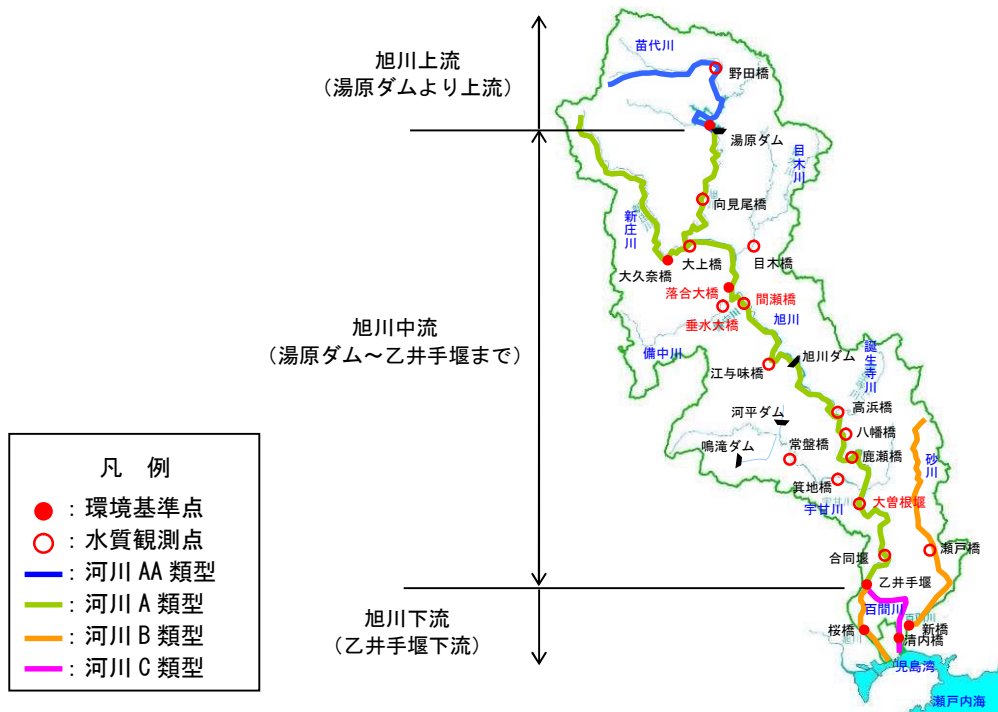 苗代川
旭川上流
(湯原ダムより上流)
野田橋
湯原ダム
目木川
向見尾橋
新庄川
大久奈橋
大上橋
目木橋
落合大橋
間瀬橋
垂水大橋
旭川
旭川中流
(湯原ダム～乙井手堰まで)
備中川
江与味橋
旭川ダム
誕生寺川
高浜橋
河平ダム
八幡橋
鳴滝ダム
常盤橋
鹿瀬橋
砂川
箕地橋
宇甘川
大曽根堰
合同堰
瀬戸橋
乙井手堰
旭川下流
(乙井手堰下流)
百間川
桜橋
新橋
清内橋
児島湾
瀬戸内海
凡 例
：環境基準点
：水質観測点
：河川 AA 類型
：河川 A 類型
：河川 B 類型
：河川 C 類型